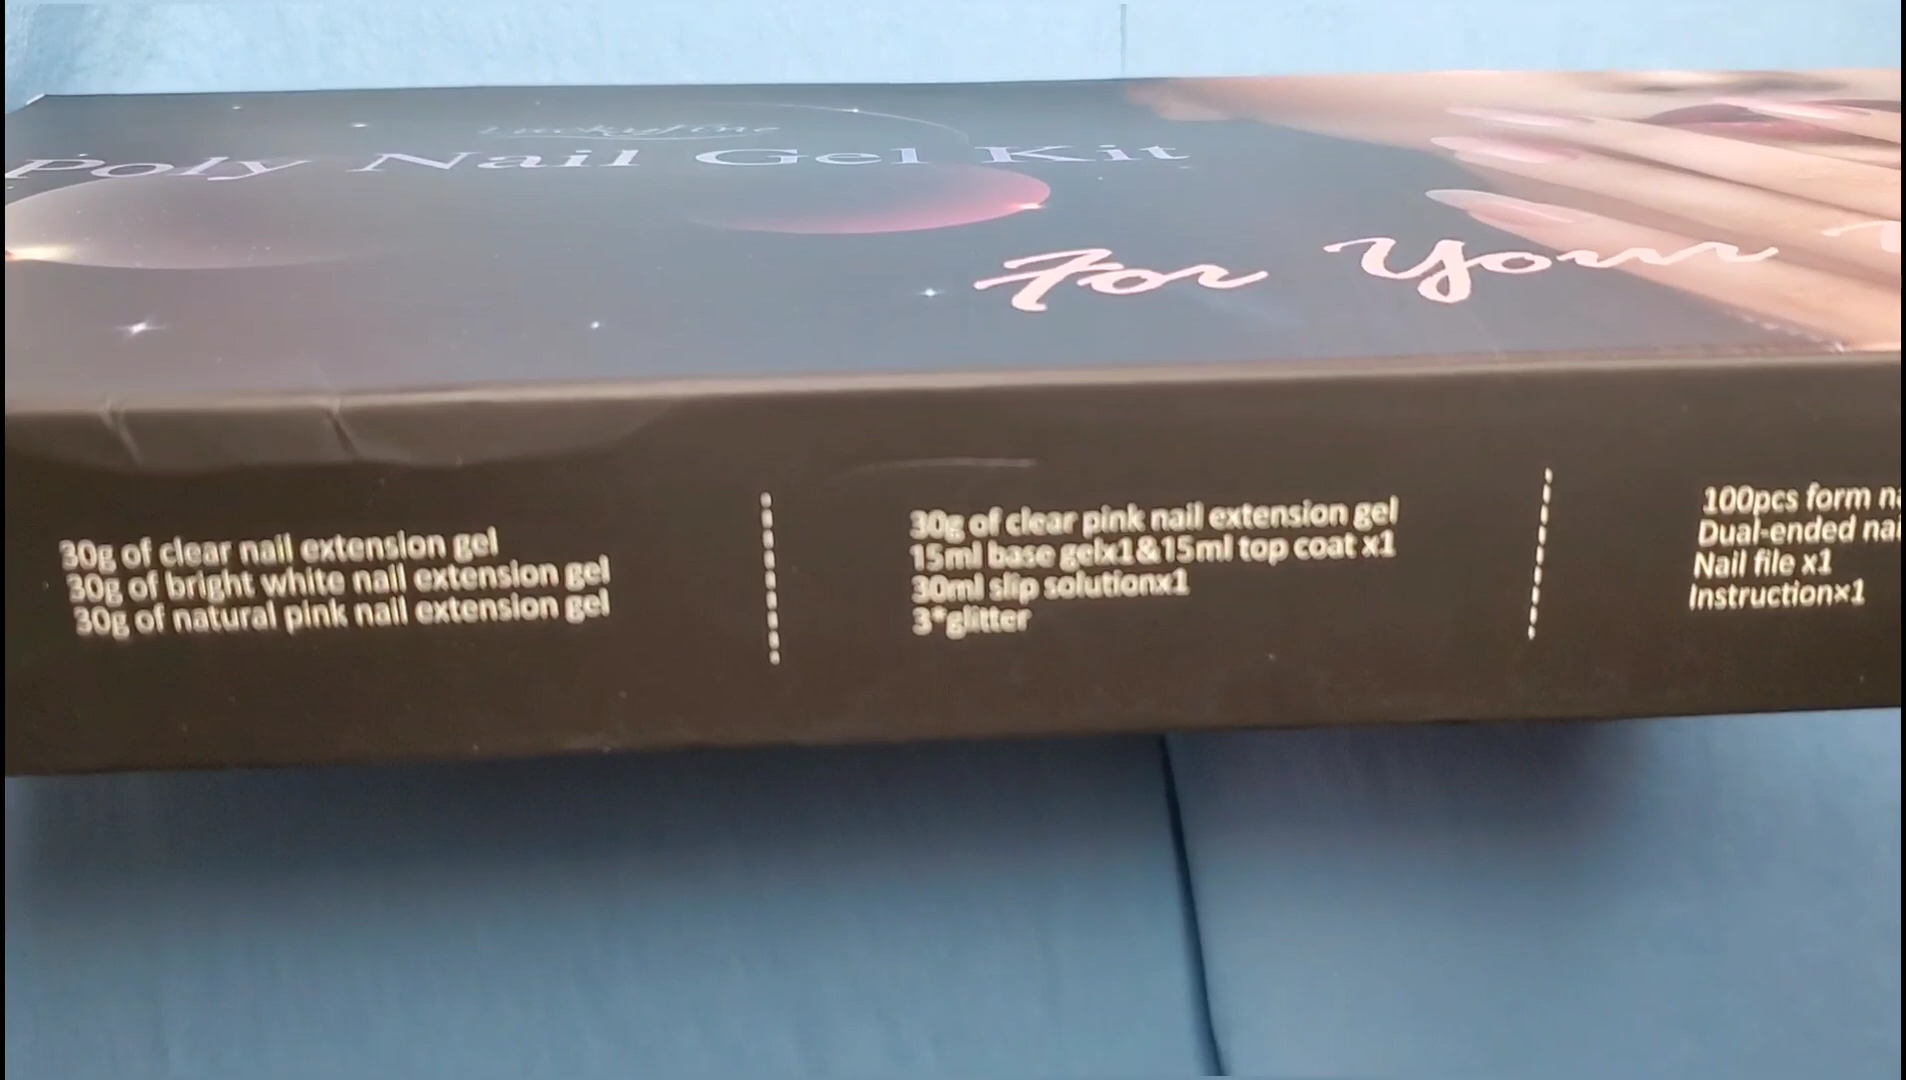 Luckyfine
Poly Nail Gel Kit
For Your
30g of clear nail extension gel
30g of bright white nail extension gel
30g of natural pink nail extension gel
30g of clear pink nail extension gel
15ml base gelx1&15ml top coat x1
30ml slip solutionx1
3*glitter
100pcs form
Dual-ended
Nail file x1
Instruction×1